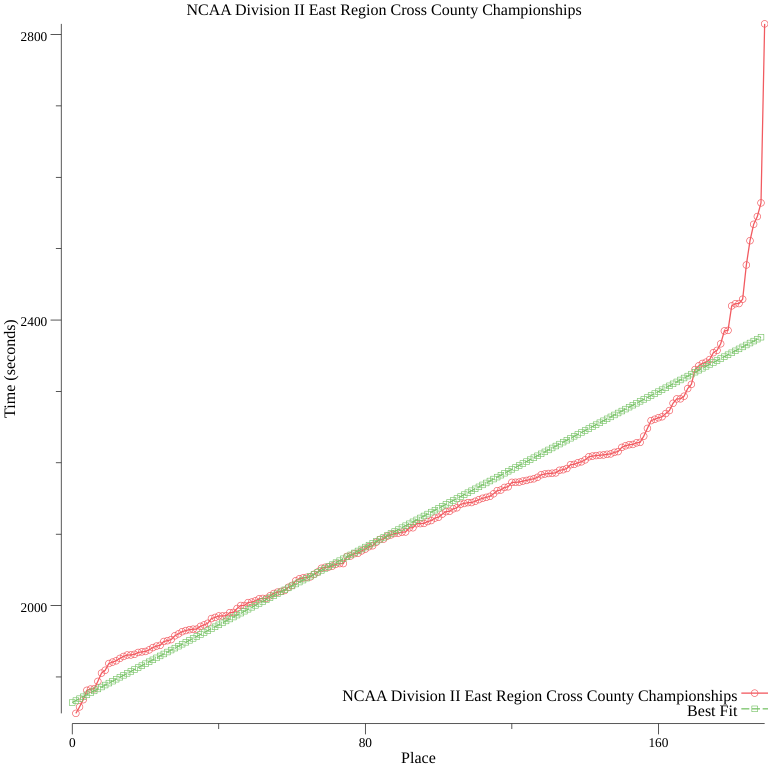 NCAA Division II East Region Cross County Championships
2800
2400
2000
Time (seconds)
NCAA Division II East Region Cross County Championships
Best Fit
0
80
160
Place